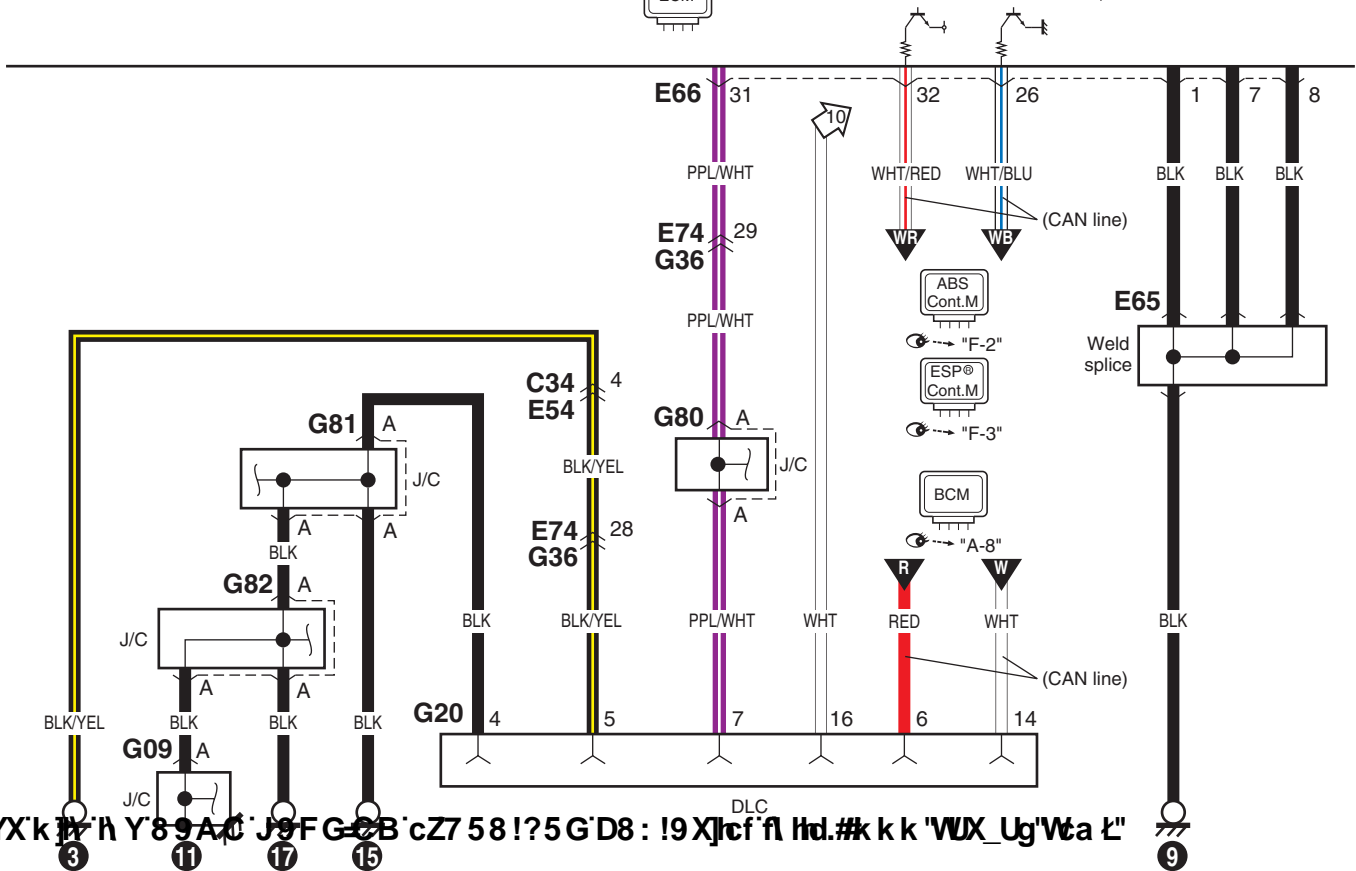 E66 31 32 26 1 7 8
10
PPL/WHT WHT/RED WHT/BLU BLK BLK BLK
(CAN line)
E74 29
G36
WR WB
ABS
Cont.M
E65
PPL/WHT
"F-2"
Weld
splice
C34 4
E54
ESP®
Cont.M
G81 A
G80 A
"F-3"
BLK/YEL
J/C
J/C
BCM
A A
A
E74 28
G36
BLK
"A-8"
G82 A
R W
J/C
BLK BLK/YEL PPL/WHT WHT RED WHT BLK
(CAN line)
A A
BLK/YEL BLK BLK BLK
G20 4 5 7 16 6 14
G09 A
J/C
DLC
3 11 17 15 9